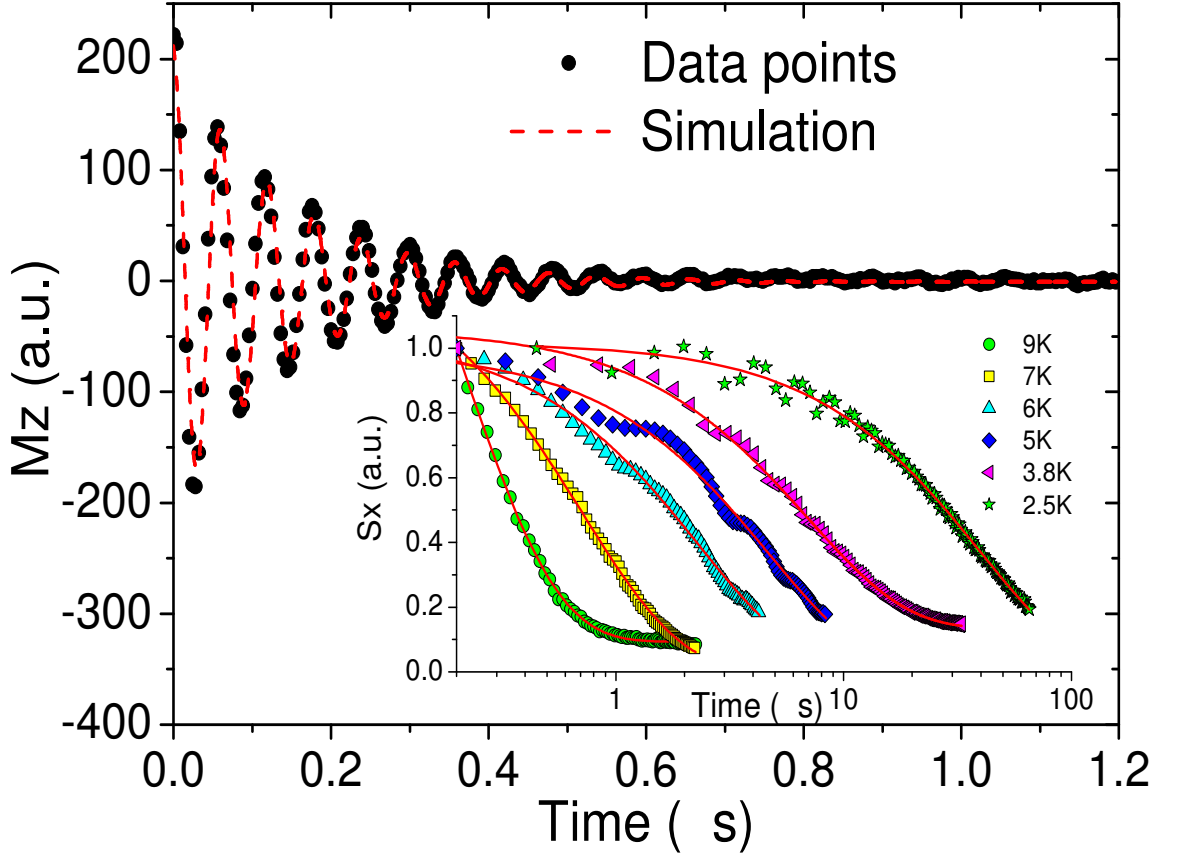 Data points
Simulation
Mz (a.u.)
200
100
0
-100
-200
-300
-400
0.0 0.2 0.4 0.6 0.8 1.0 1.2
Time ( s)
Sx (a.u.)
1.0
0.8
0.6
0.4
0.2
0.0
1 10 100
Time ( s)
9K
7K
6K
5K
3.8K
2.5K